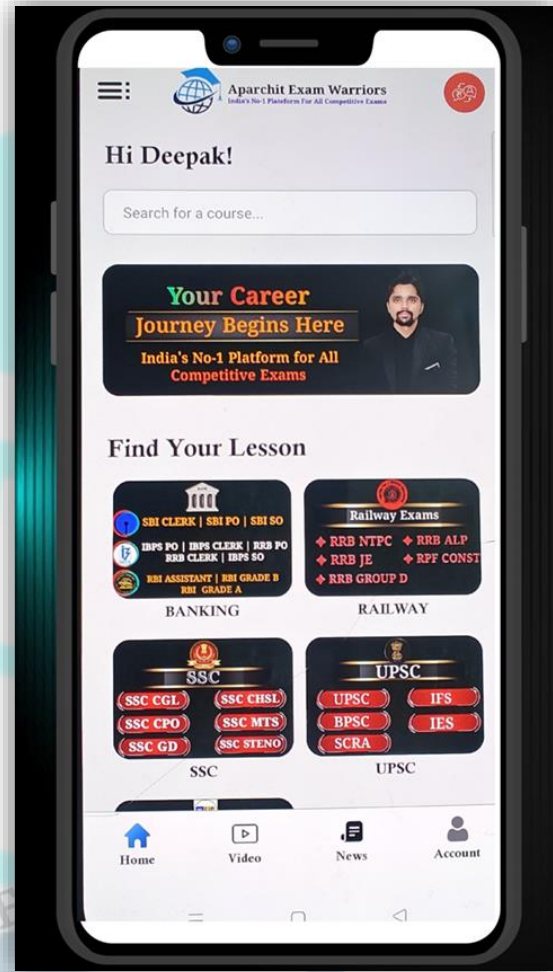 Aparchit Exam Warriors
India's No-1 Plateform For All Competitive Exams
Hi Deepak!
Search for a course...
Your Career
Journey Begins Here
India's No-1 Platform for All
Competitive Exams
Find Your Lesson
SBI CLERK | SBI PO | SBI SO
IBPS PO | IBPS CLERK | RRB PO
RRB CLERK | IBPS SO
RBI ASSISTANT | RBI GRADE B
RBI GRADE A
BANKING
Railway Exams
RRB NTPC RRB ALP
RRB JE RPF CONST
RRB GROUP D
RAILWAY
SSC
SSC CGL SSC CHSL
SSC CPO SSC MTS
SSC GD SSC STENO
SSC
UPSC
UPSC IFS
BPSC IES
SCRA
UPSC
Home Video News Account